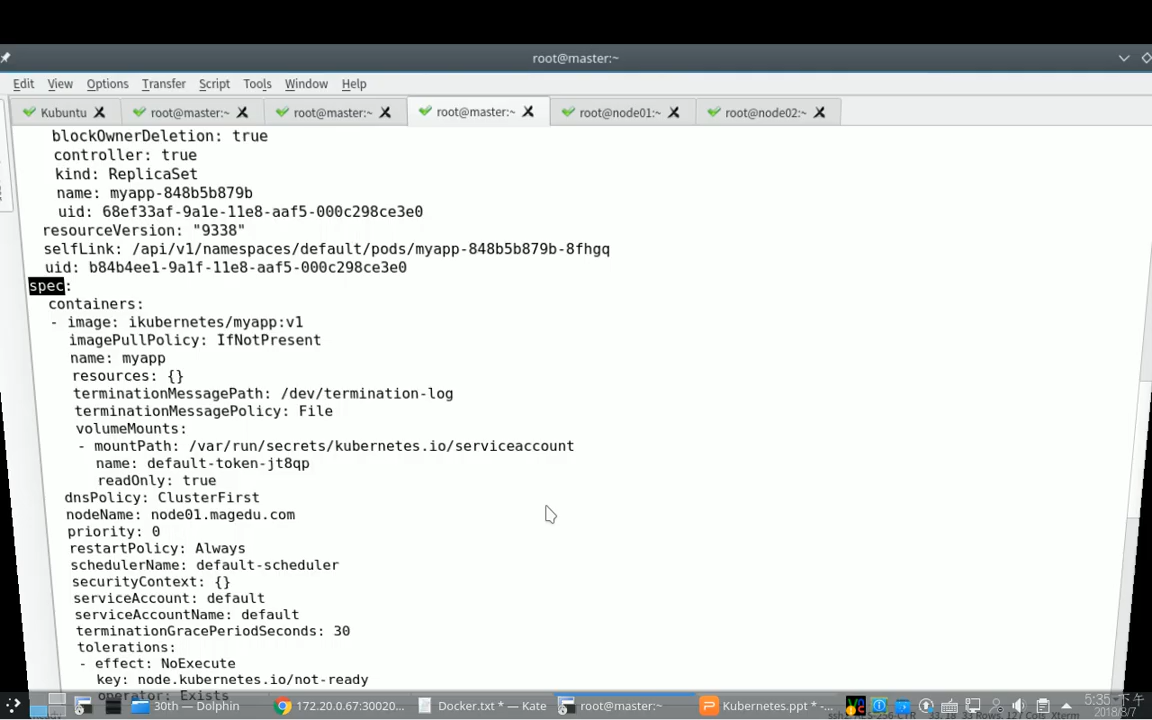 root@master:~
Edit View Options Transfer Script Tools Window Help
Kubuntu root@master:~ root@master:~ root@master:~ root@node01:~ root@node02:~
blockOwnerDeletion: true
controller: true
kind: ReplicaSet
name: myapp-848b5b879b
uid: 68ef33af-9a1e-11e8-aaf5-000c298ce3e0
resourceVersion: "9338"
selfLink: /api/v1/namespaces/default/pods/myapp-848b5b879b-8fhgq
uid: b84b4ee1-9a1f-11e8-aaf5-000c298ce3e0
spec:
containers:
- image: ikubernetes/myapp:v1
imagePullPolicy: IfNotPresent
name: myapp
resources: {}
terminationMessagePath: /dev/termination-log
terminationMessagePolicy: File
volumeMounts:
- mountPath: /var/run/secrets/kubernetes.io/serviceaccount
name: default-token-jt8qp
readOnly: true
dnsPolicy: ClusterFirst
nodeName: node01.magedu.com
priority: 0
restartPolicy: Always
schedulerName: default-scheduler
securityContext: {}
serviceAccount: default
serviceAccountName: default
terminationGracePeriodSeconds: 30
tolerations:
- effect: NoExecute
key: node.kubernetes.io/not-ready
operator: Exists
30th — Dolphin 172.20.0.67:30020... Docker.txt * — Kate root@master:~ Kubernetes.ppt * -... 5:35 下午
2018/8/7